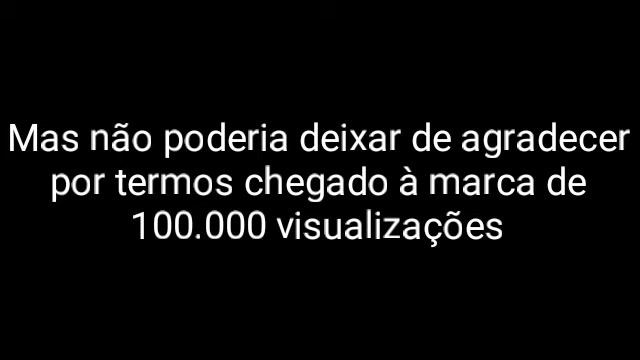 Mas não poderia deixar de agradecer
por termos chegado à marca de
100.000 visualizações